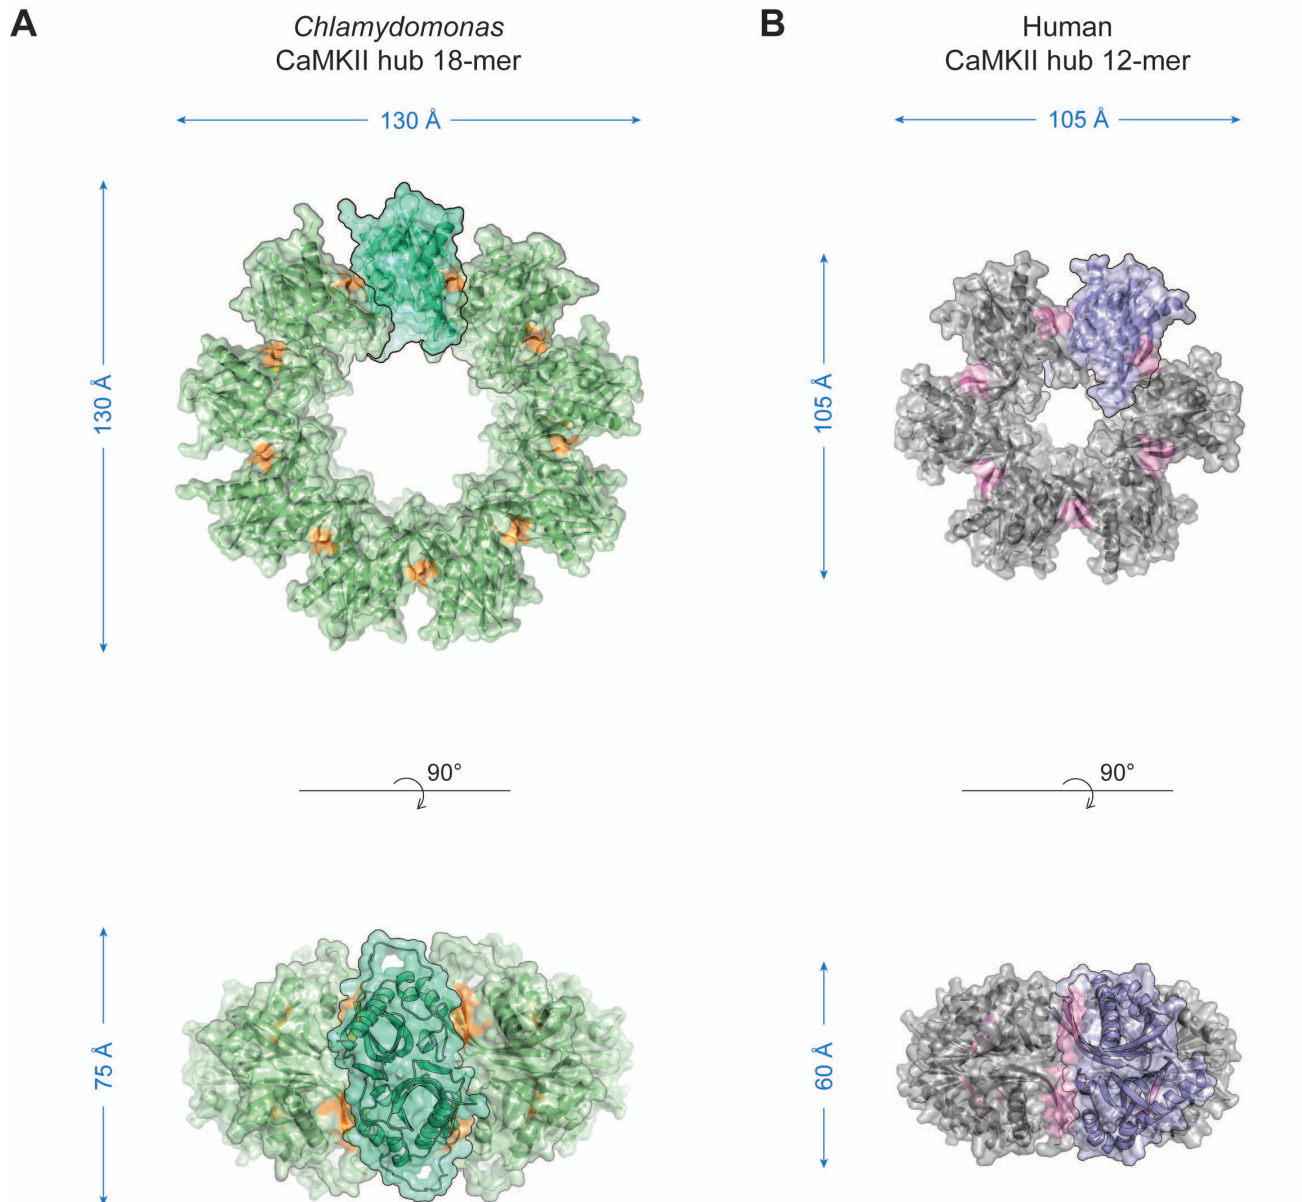 A
Chlamydomonas
CaMKII hub 18-mer
130 Å
130 Å
90°
75 Å
B
Human
CaMKII hub 12-mer
105 Å
105 Å
90°
60 Å